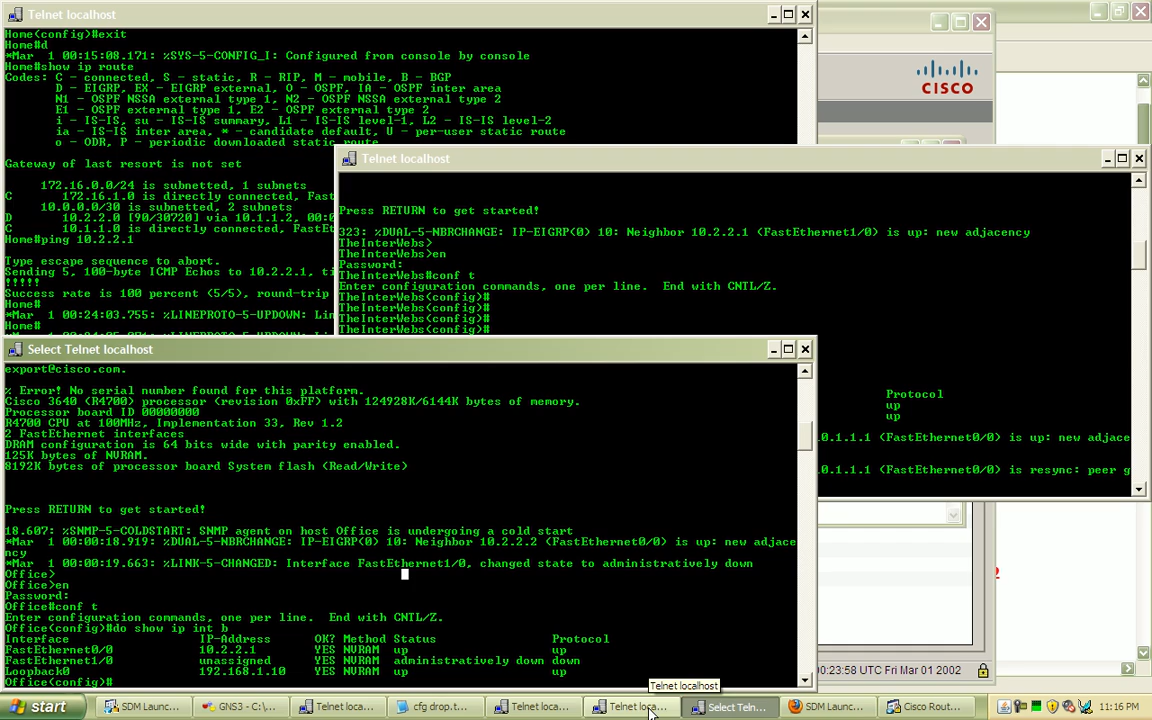 Telnet localhost
Home(config)#exit
Home#d
*Mar  1 00:15:08.171: %SYS-5-CONFIG_I: Configured from console by console
Home#show ip route
Codes: C - connected, S - static, R - RIP, M - mobile, B - BGP
D - EIGRP, EX - EIGRP external, O - OSPF, IA - OSPF inter area
N1 - OSPF NSSA external type 1, N2 - OSPF NSSA external type 2
E1 - OSPF external type 1, E2 - OSPF external type 2
i - IS-IS, su - IS-IS summary, L1 - IS-IS level-1, L2 - IS-IS level-2
ia - IS-IS inter area, * - candidate default, U - per-user static route
o - ODR, P - periodic downloaded static route
Gateway of last resort is not set
172.16.0.0/24 is subnetted, 1 subnets
C 172.16.1.0 is directly connected, Fast
10.0.0.0/30 is subnetted, 2 subnets
D 10.2.2.0 [90/30720] via 10.1.1.2, 00:0
C 10.1.1.0 is directly connected, FastEt
Home#ping 10.2.2.1
Type escape sequence to abort.
Sending 5, 100-byte ICMP Echos to 10.2.2.1, ti
!!!!!
Success rate is 100 percent (5/5), round-trip
Home#
*Mar  1 00:24:03.755: %LINEPROTO-5-UPDOWN: Lin
Home#
CISCO
Telnet localhost
Press RETURN to get started!
323: %DUAL-5-NBRCHANGE: IP-EIGRP(0) 10: Neighbor 10.2.2.1 (FastEthernet1/0) is up: new adjacency
TheInterWebs>
TheInterWebs>en
Password:
TheInterWebs#conf t
Enter configuration commands, one per line.  End with CNTL/Z.
TheInterWebs(config)#
TheInterWebs(config)#
TheInterWebs(config)#
TheInterWebs(config)#
Protocol
up
up
0.1.1.1 (FastEthernet0/0) is up: new adjace
0.1.1.1 (FastEthernet0/0) is resync: peer g
Select Telnet localhost
export@cisco.com.
% Error! No serial number found for this platform.
Cisco 3640 (R4700) processor (revision 0xFF) with 124928K/6144K bytes of memory.
Processor board ID 00000000
R4700 CPU at 100MHz, Implementation 33, Rev 1.2
2 FastEthernet interfaces
DRAM configuration is 64 bits wide with parity enabled.
125K bytes of NVRAM.
8192K bytes of processor board System flash (Read/Write)
Press RETURN to get started!
18.607: %SNMP-5-COLDSTART: SNMP agent on host Office is undergoing a cold start
*Mar  1 00:00:18.919: %DUAL-5-NBRCHANGE: IP-EIGRP(0) 10: Neighbor 10.2.2.2 (FastEthernet0/0) is up: new adjace
ncy
*Mar  1 00:00:19.663: %LINK-5-CHANGED: Interface FastEthernet1/0, changed state to administratively down
Office>
Office>en
Password:
Office#conf t
Enter configuration commands, one per line.  End with CNTL/Z.
Office(config)#do show ip int b
Interface IP-Address OK? Method Status Protocol
FastEthernet0/0 10.2.2.1 YES NVRAM up up
FastEthernet1/0 unassigned YES NVRAM administratively down down
Loopback0 192.168.1.10 YES NVRAM up up
Office(config)#
00:23:58 UTC Fri Mar 01 2002
Telnet localhost
start SDM Launc... GNS3 - C:\... Telnet loca... cfg drop.t... Telnet loca... Telnet loca... Select Teln... SDM Launc... Cisco Rout... 11:16 PM